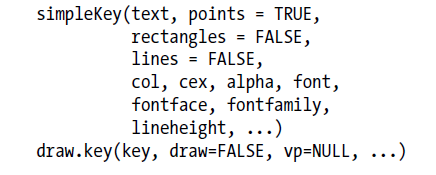 simpleKey(text, points = TRUE,
rectangles = FALSE,
lines = FALSE,
col, cex, alpha, font,
fontface, fontfamily,
lineheight, ...)
draw.key(key, draw=FALSE, vp=NULL, ...)